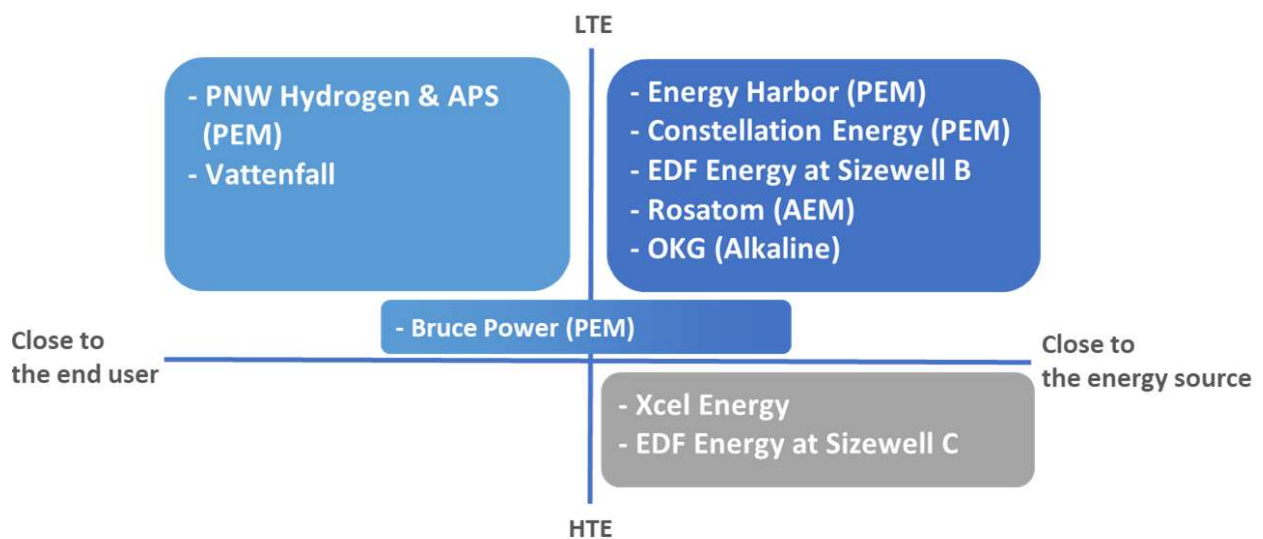 LTE
- PNW Hydrogen & APS
(PEM)
- Vattenfall
- Energy Harbor (PEM)
- Constellation Energy (PEM)
- EDF Energy at Sizewell B
- Rosatom (AEM)
- OKG (Alkaline)
- Bruce Power (PEM)
Close to
the end user
Close to
the energy source
- Xcel Energy
- EDF Energy at Sizewell C
HTE